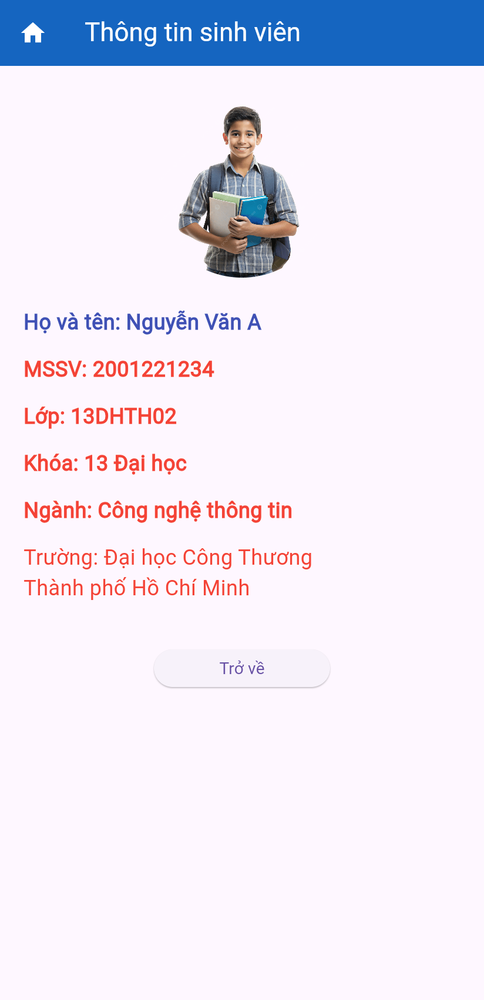 Thông tin sinh viên
Họ và tên: Nguyễn Văn A
MSSV: 2001221234
Lớp: 13DHTH02
Khóa: 13 Đại học
Ngành: Công nghệ thông tin
Trường: Đại học Công Thương
Thành phố Hồ Chí Minh
Trở về